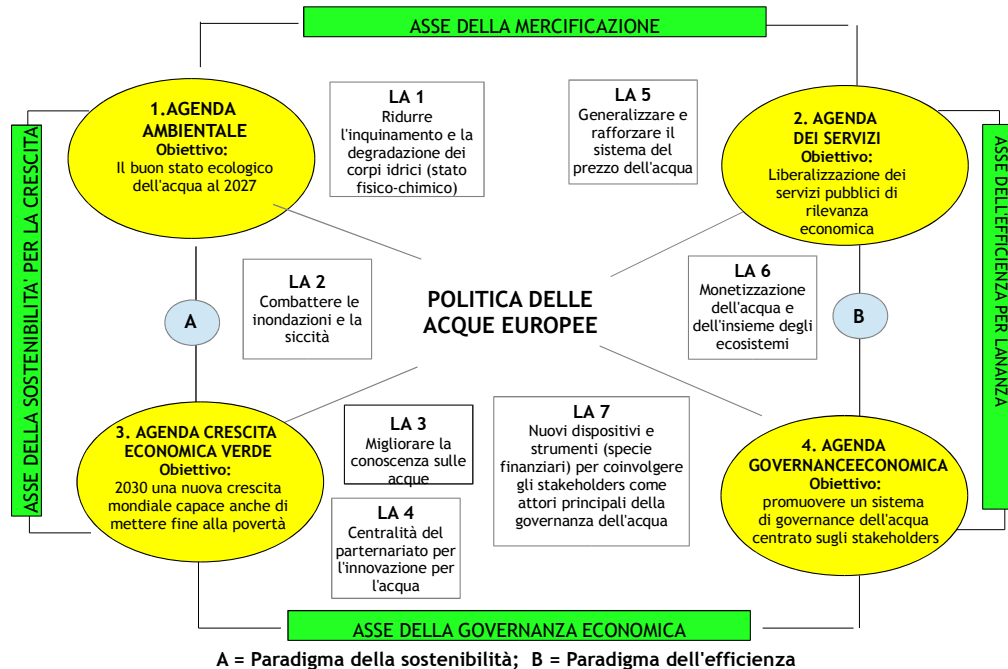 ASSE DELLA MERCIFICAZIONE
1.AGENDA
AMBIENTALE
Obiettivo:
Il buon stato ecologico
dell'acqua al 2027
LA 1
Ridurre
l'inquinamento e la
degradazione dei
corpi idrici (stato
fisico-chimico)
LA 5
Generalizzare e
rafforzare il
sistema del
prezzo dell'acqua
2. AGENDA
DEI SERVIZI
Obiettivo:
Liberalizzazione dei
servizi pubblici di
rilevanza
economica
ASSE DELLA SOSTENIBILITA' PER LA CRESCITA
ASSE DELL'EFFICIENZA PER LANANZA
A
LA 2
Combattere le
inondazioni e la
siccità
POLITICA DELLE
ACQUE EUROPEE
LA 6
Monetizzazione
dell'acqua e
dell'insieme degli
ecosistemi
B
3. AGENDA CRESCITA
ECONOMICA VERDE
Obiettivo:
2030 una nuova crescita
mondiale capace anche di
mettere fine alla povertà
LA 3
Migliorare la
conoscenza sulle
acque
LA 4
Centralità del
parternariato per
l'innovazione per
l'acqua
LA 7
Nuovi dispositivi e
strumenti (specie
finanziari) per coinvolgere
gli stakeholders come
attori principali della
governanza dell'acqua
4. AGENDA
GOVERNANCEECONOMICA
Obiettivo:
promuovere un sistema
di governance dell'acqua
centrato sugli stakeholders
ASSE DELLA GOVERNANZA ECONOMICA
A = Paradigma della sostenibilità; B = Paradigma dell'efficienza